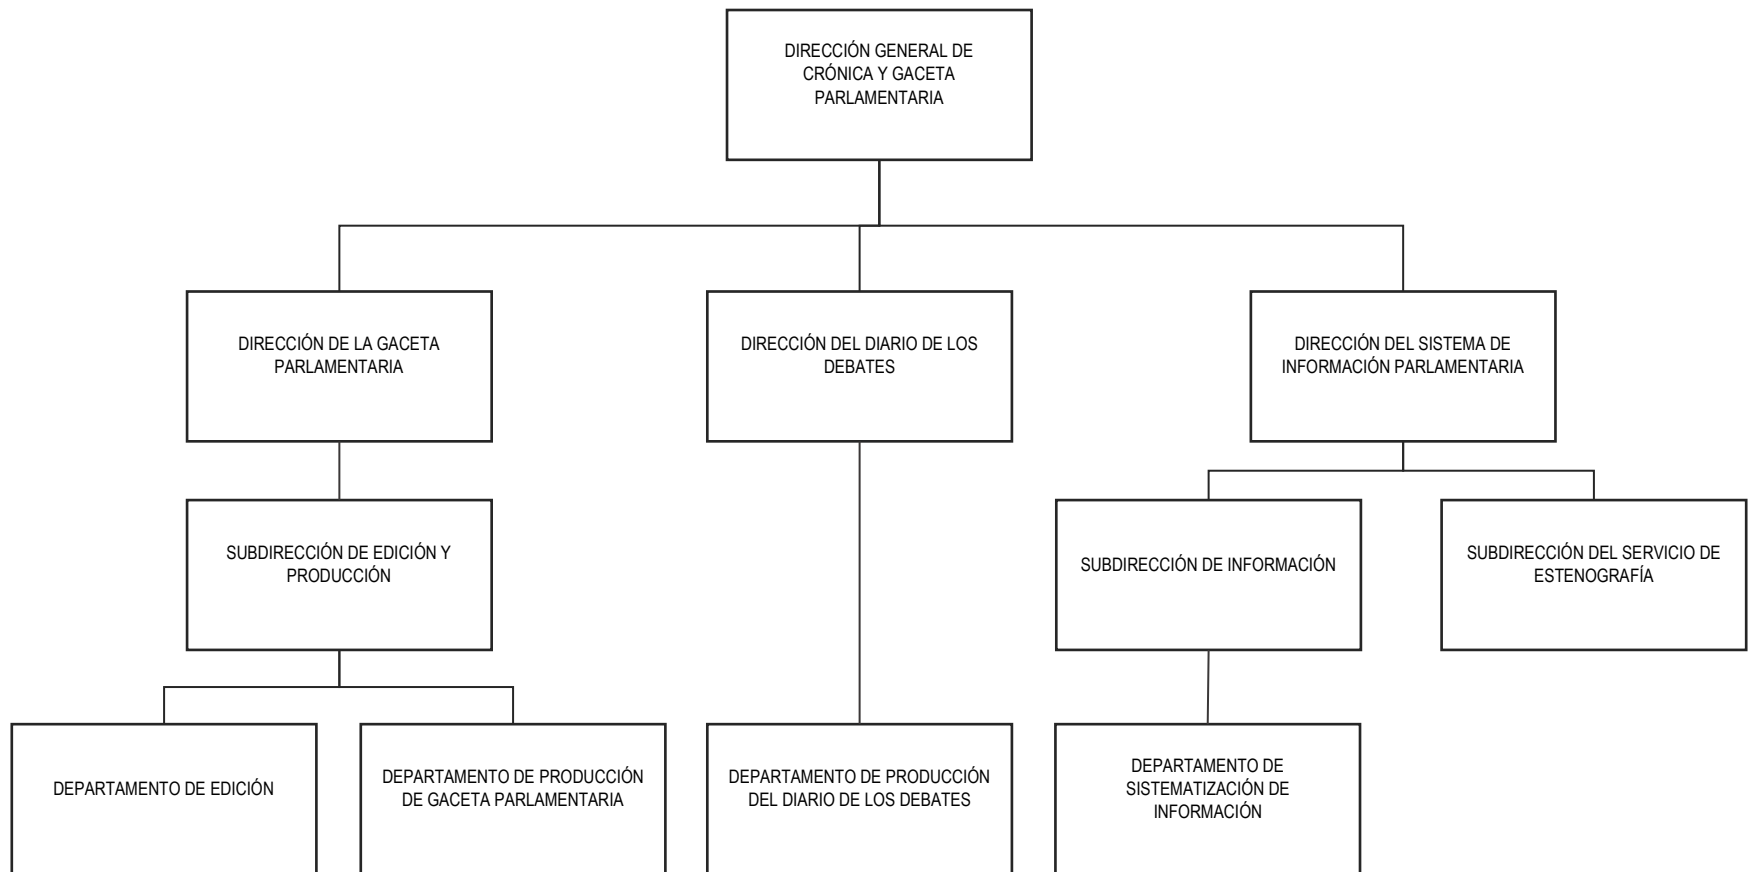 DIRECCIÓN GENERAL DE
CRÓNICA Y GACETA
PARLAMENTARIA
DIRECCIÓN DE LA GACETA
PARLAMENTARIA
DIRECCIÓN DEL DIARIO DE LOS
DEBATES
DIRECCIÓN DEL SISTEMA DE
INFORMACIÓN PARLAMENTARIA
SUBDIRECCIÓN DE EDICIÓN Y
PRODUCCIÓN
SUBDIRECCIÓN DE INFORMACIÓN
SUBDIRECCIÓN DEL SERVICIO DE
ESTENOGRAFÍA
DEPARTAMENTO DE EDICIÓN
DEPARTAMENTO DE PRODUCCIÓN
DE GACETA PARLAMENTARIA
DEPARTAMENTO DE PRODUCCIÓN
DEL DIARIO DE LOS DEBATES
DEPARTAMENTO DE
SISTEMATIZACIÓN DE
INFORMACIÓN